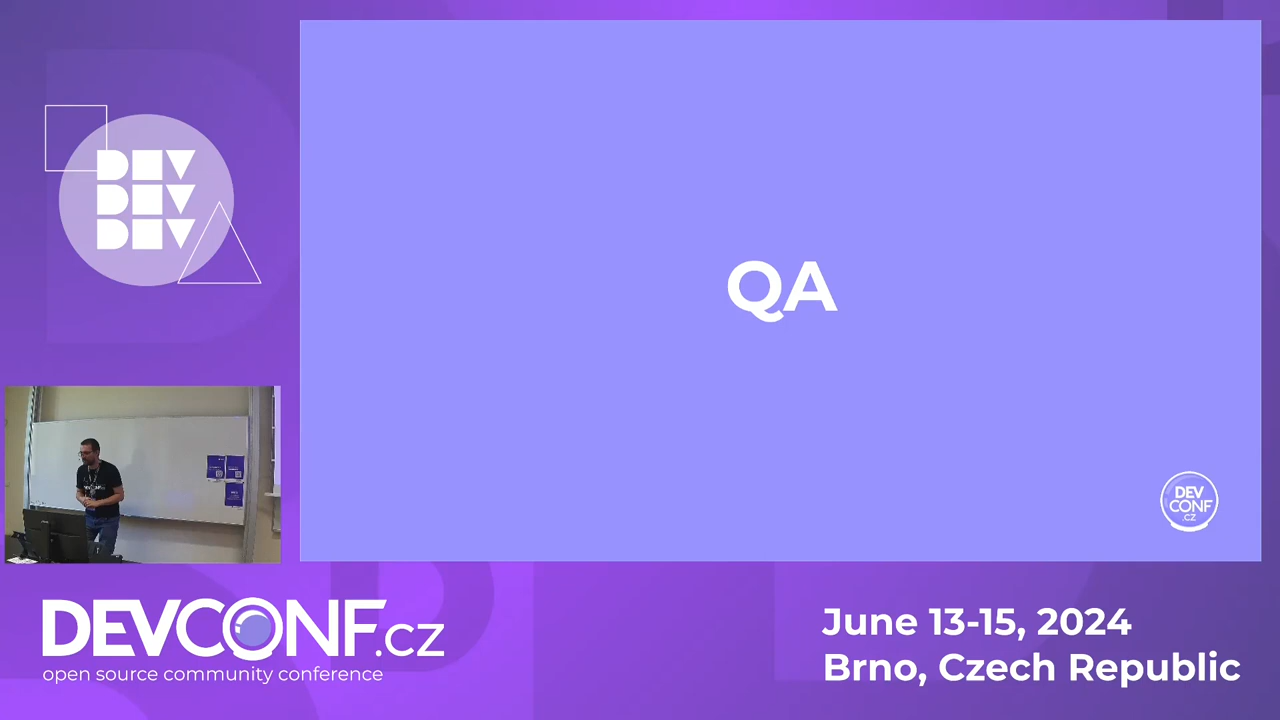 DEV
DEV
DEV
QA
DEV
CONF
.CZ
DEVCONF.cz
open source community conference
June 13-15, 2024
Brno, Czech Republic